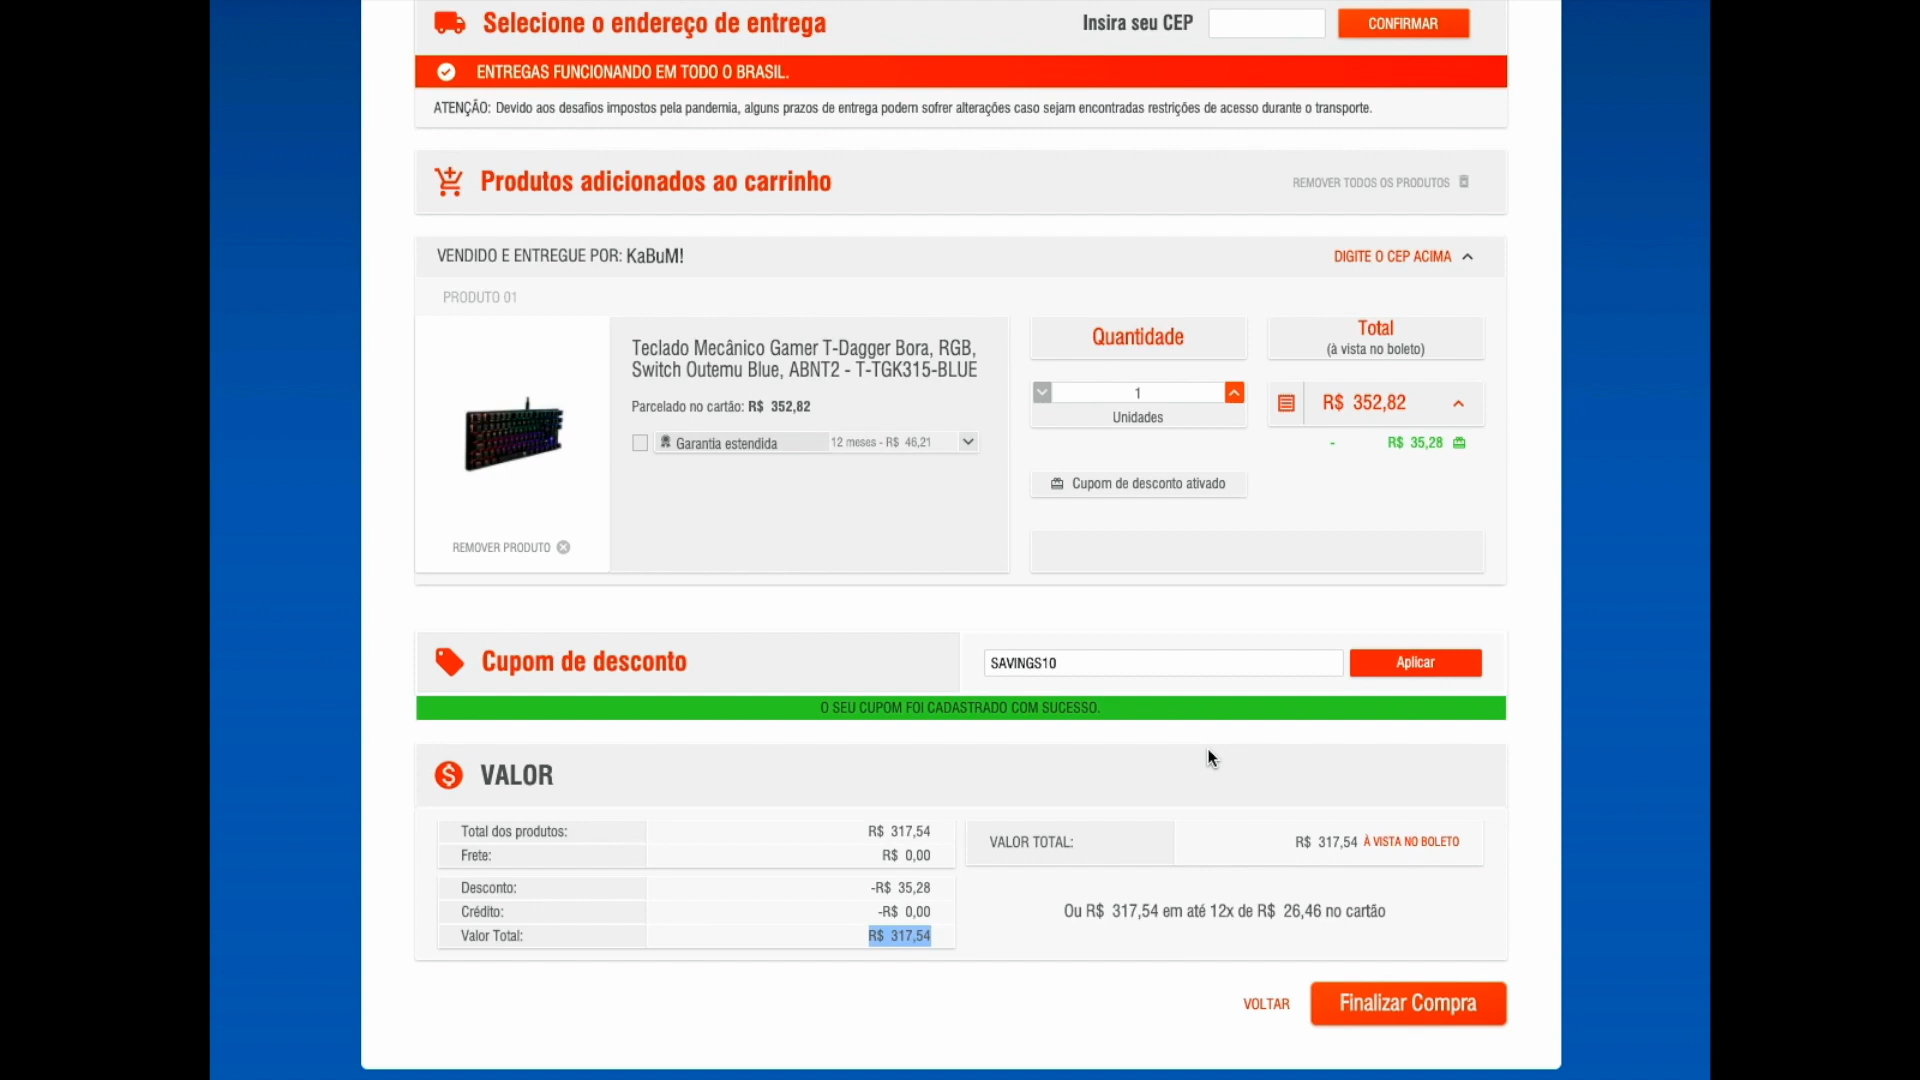 Selecione o endereço de entrega
Insira seu CEP
CONFIRMAR
ENTREGAS FUNCIONANDO EM TODO O BRASIL.
ATENÇÃO: Devido aos desafios impostos pela pandemia, alguns prazos de entrega podem sofrer alterações caso sejam encontradas restrições de acesso durante o transporte.
Produtos adicionados ao carrinho
REMOVER TODOS OS PRODUTOS
VENDIDO E ENTREGUE POR: KaBuM!
DIGITE O CEP ACIMA
PRODUTO 01
Teclado Mecânico Gamer T-Dagger Bora, RGB,
Switch Outemu Blue, ABNT2 - T-TGK315-BLUE
Parcelado no cartão: R$ 352,82
Garantia estendida
12 meses - R$ 46,21
REMOVER PRODUTO
Quantidade
1
Unidades
Cupom de desconto ativado
Total
(à vista no boleto)
R$ 352,82
- R$ 35,28
Cupom de desconto
SAVINGS10
Aplicar
O SEU CUPOM FOI CADASTRADO COM SUCESSO.
VALOR
Total dos produtos: R$ 317,54
Frete: R$ 0,00
Desconto: -R$ 35,28
Crédito: -R$ 0,00
Valor Total: R$ 317,54
VALOR TOTAL: R$ 317,54 À VISTA NO BOLETO
Ou R$ 317,54 em até 12x de R$ 26,46 no cartão
VOLTAR
Finalizar Compra